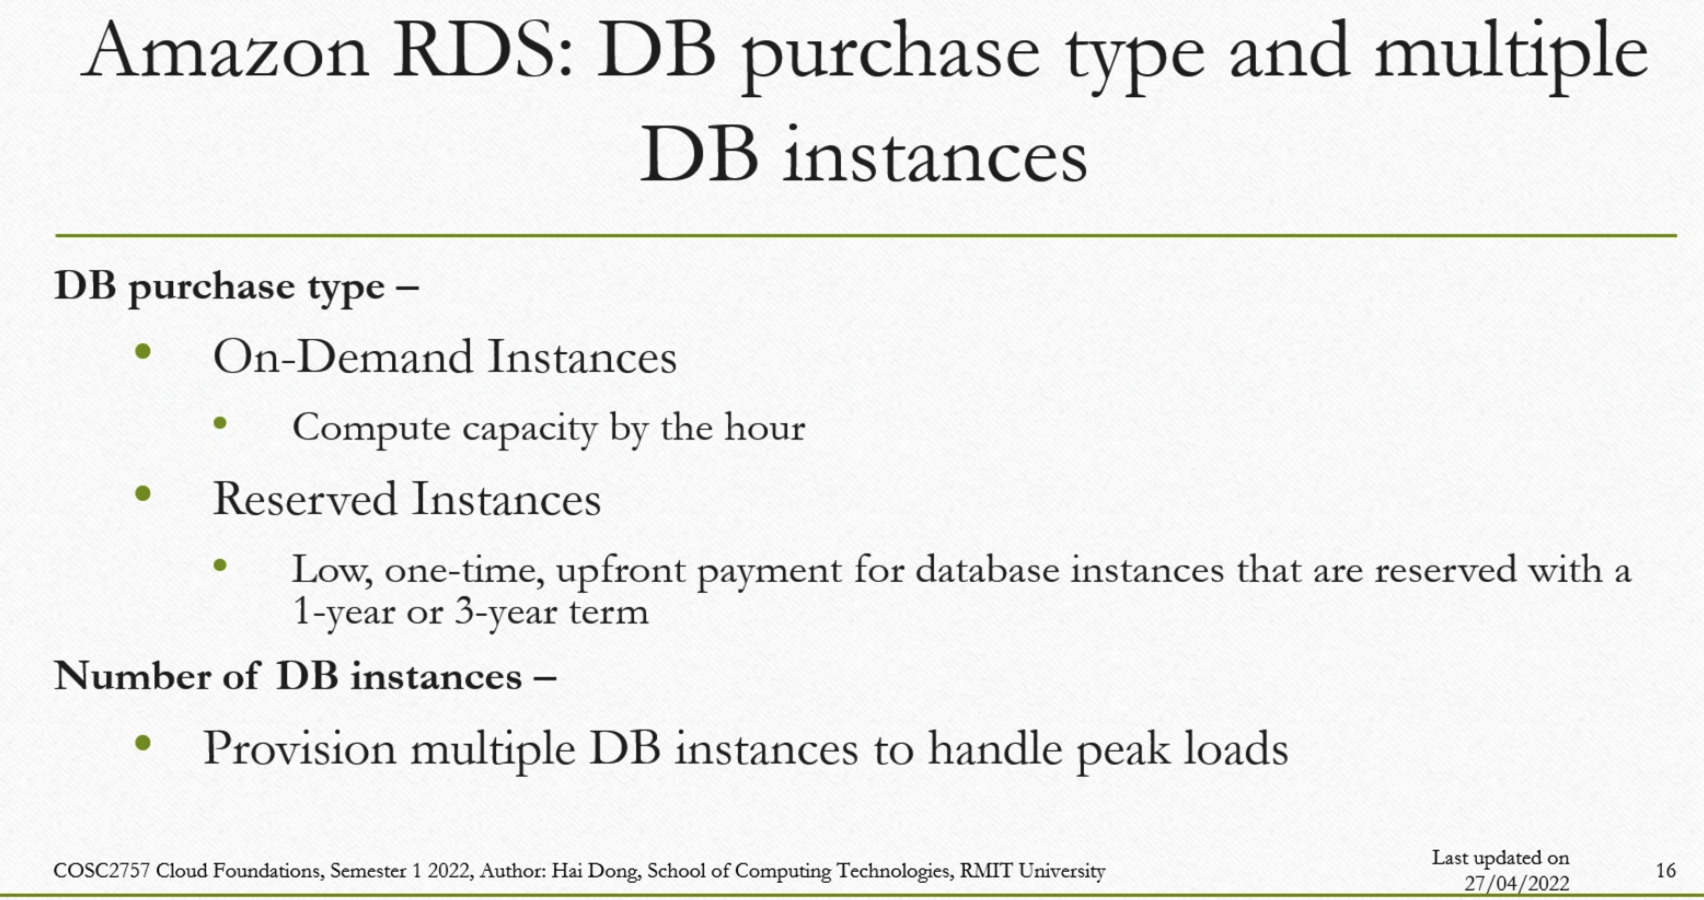 Amazon RDS: DB purchase type and multiple
DB instances
DB purchase type –
• On-Demand Instances
• Compute capacity by the hour
• Reserved Instances
• Low, one-time, upfront payment for database instances that are reserved with a
1-year or 3-year term
Number of DB instances –
• Provision multiple DB instances to handle peak loads
COSC2757 Cloud Foundations, Semester 1 2022, Author: Hai Dong, School of Computing Technologies, RMIT University
Last updated on
27/04/2022
16